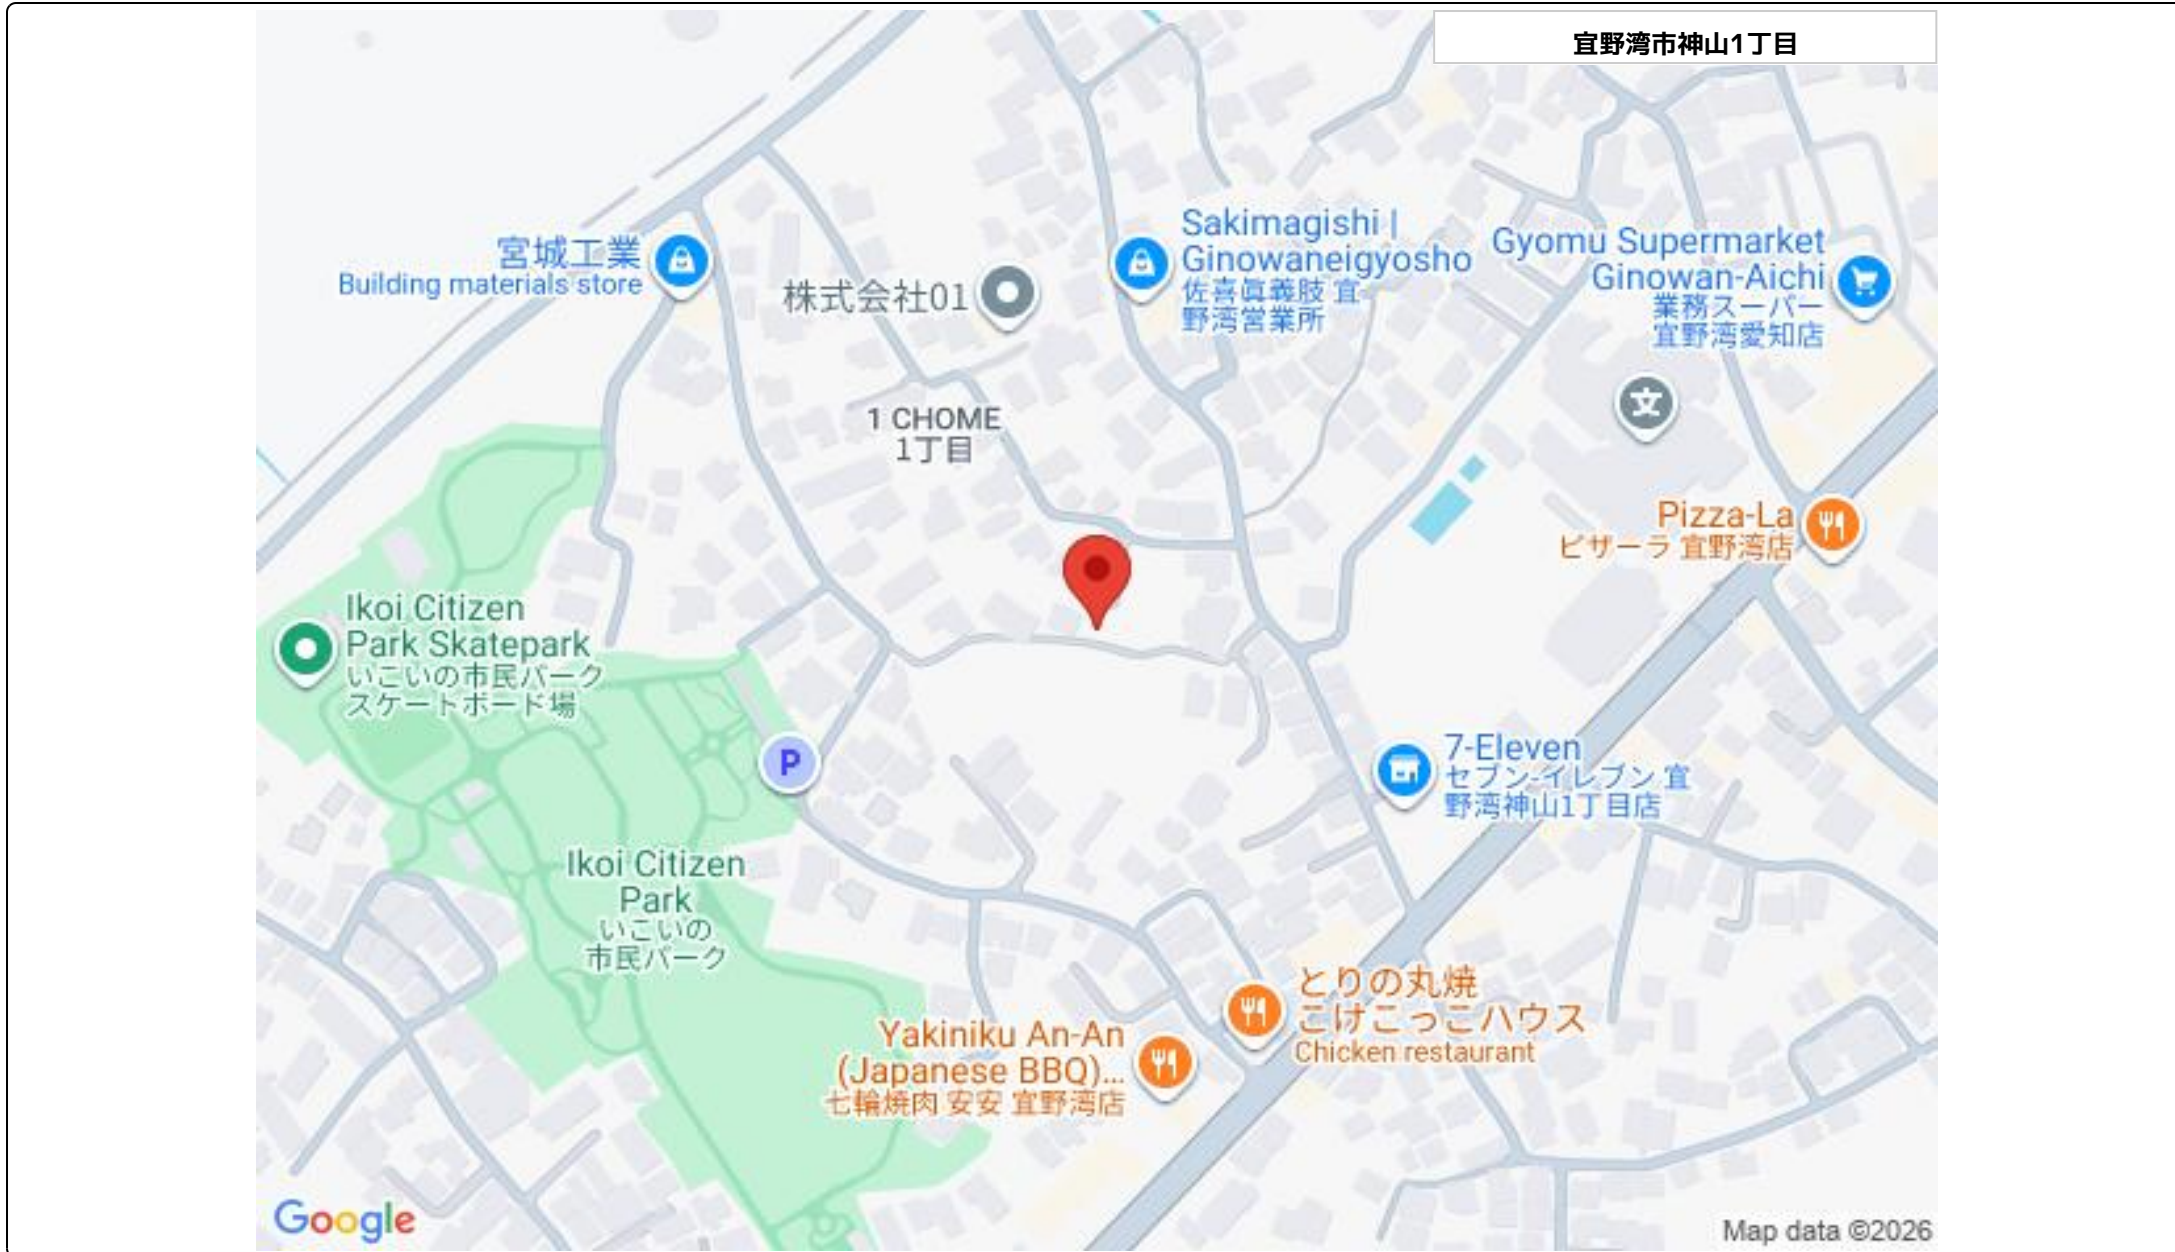 宜野湾市神山1丁目
宮城工業
Building materials store
株式会社01
Sakimagishi |
Ginowaneigyosho
佐喜眞義肢 宜
野湾営業所
Gyomu Supermarket
Ginowan-Aichi
業務スーパー
宜野湾愛知店
文
1 CHOME
1丁目
Pizza-La
ピザーラ 宜野湾店
Ikoi Citizen
Park Skatepark
いこいの市民パーク
スケートボード場
P
7-Eleven
セブン-イレブン 宜
野湾神山1丁目店
Ikoi Citizen
Park
いこいの
市民パーク
とりの丸焼
こけこっこハウス
Chicken restaurant
Yakiniku An-An
(Japanese BBQ)...
七輪焼肉 安安 宜野湾店
Google
Map data ©2026